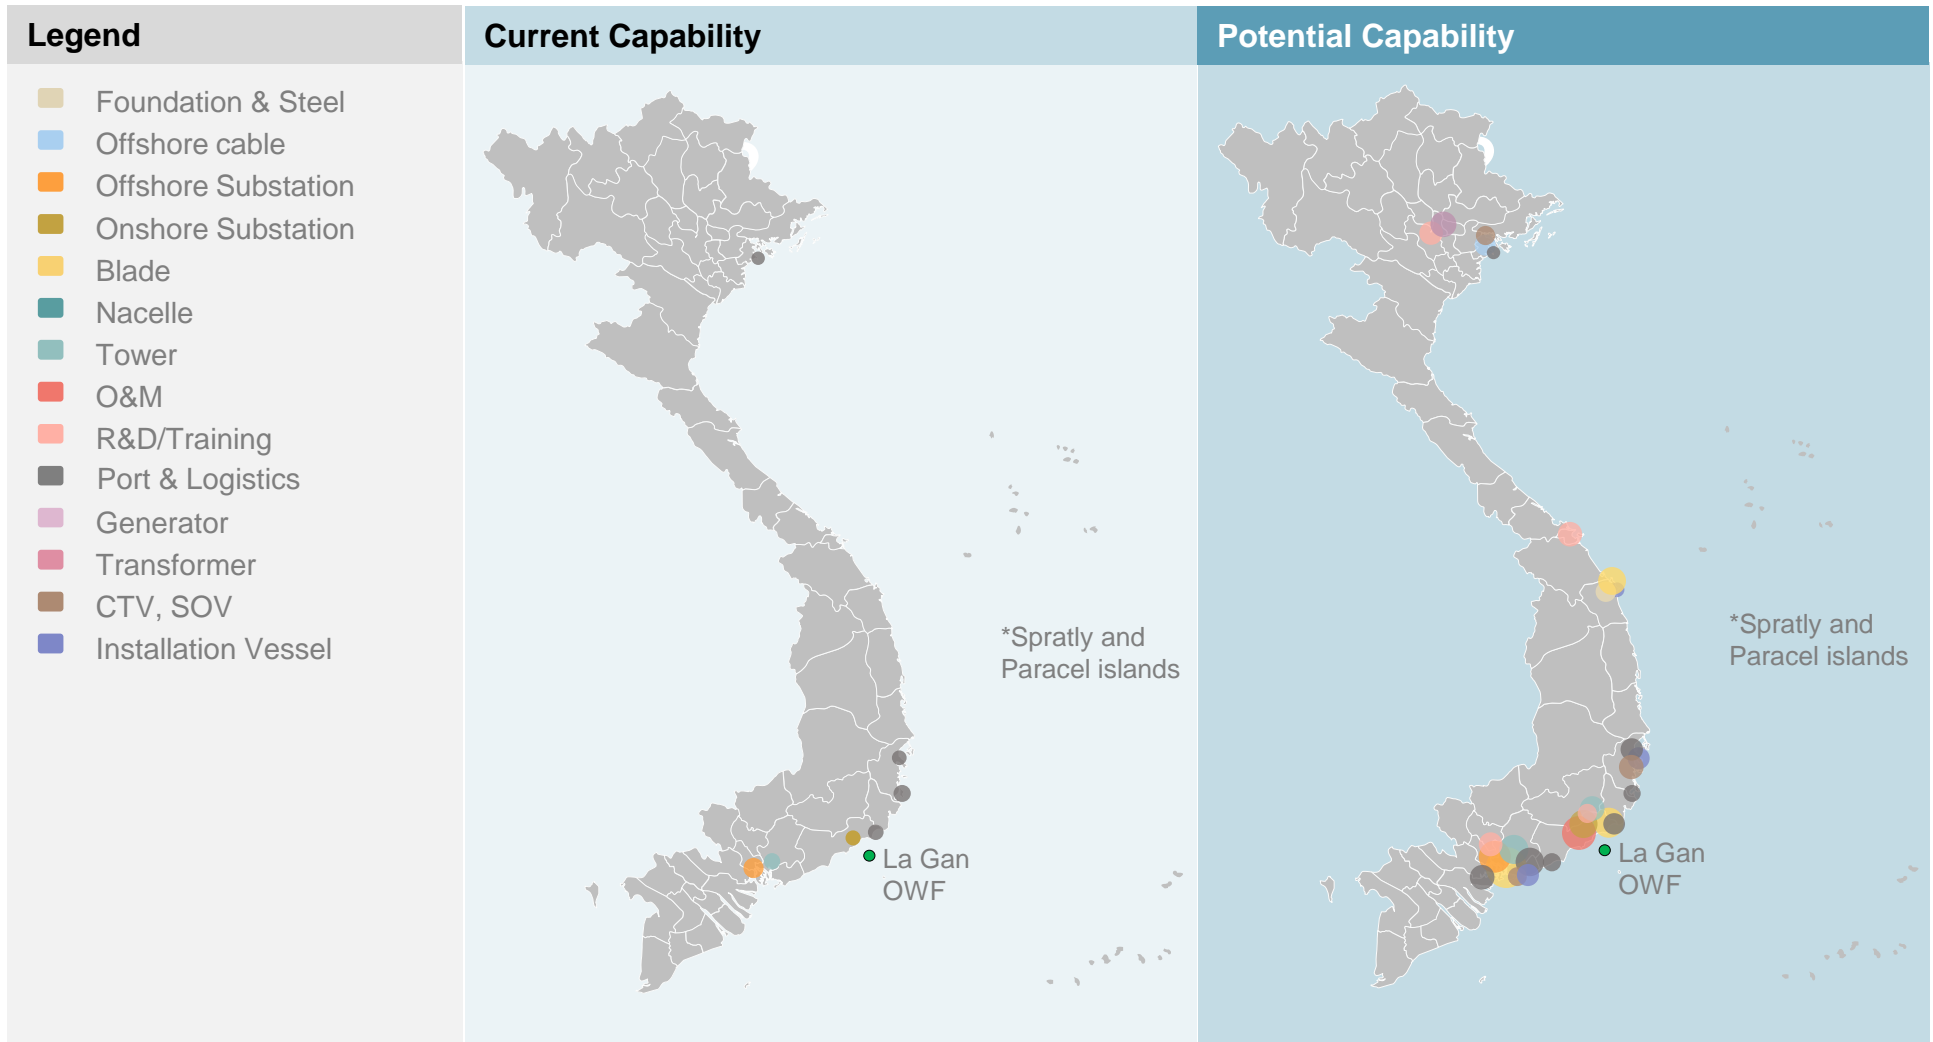 Legend
Foundation & Steel
Offshore cable
Offshore Substation
Onshore Substation
Blade
Nacelle
Tower
O&M
R&D/Training
Port & Logistics
Generator
Transformer
CTV, SOV
Installation Vessel
Current Capability
*Spratly and
Paracel islands
La Gan
OWF
Potential Capability
*Spratly and
Paracel islands
La Gan
OWF